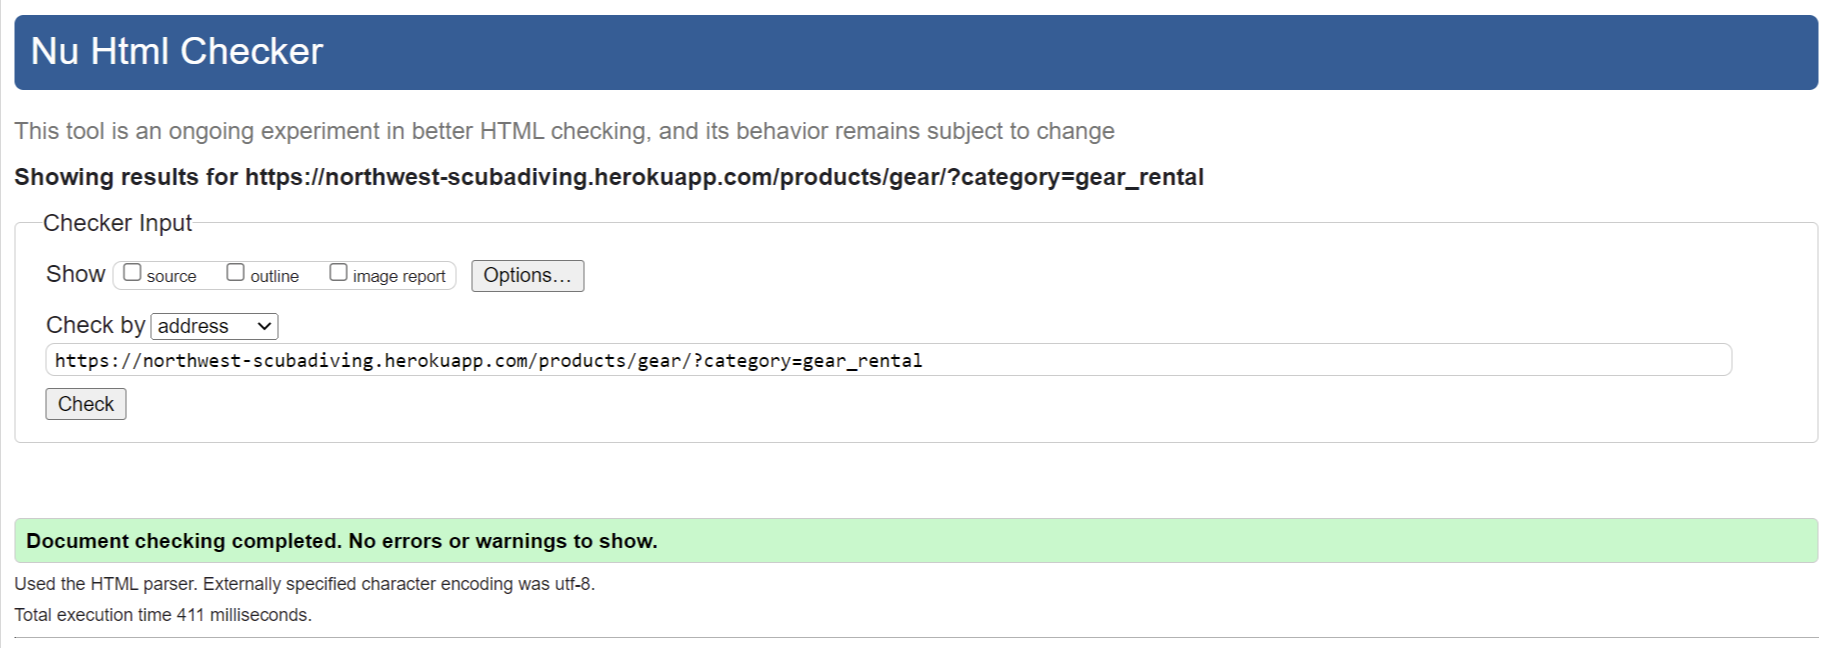 Nu Html Checker
This tool is an ongoing experiment in better HTML checking, and its behavior remains subject to change
Showing results for https://northwest-scubadiving.herokuapp.com/products/gear/?category=gear_rental
Checker Input
Show source outline image report Options...
Check by address
https://northwest-scubadiving.herokuapp.com/products/gear/?category=gear_rental
Check
Document checking completed. No errors or warnings to show.
Used the HTML parser. Externally specified character encoding was utf-8.
Total execution time 411 milliseconds.